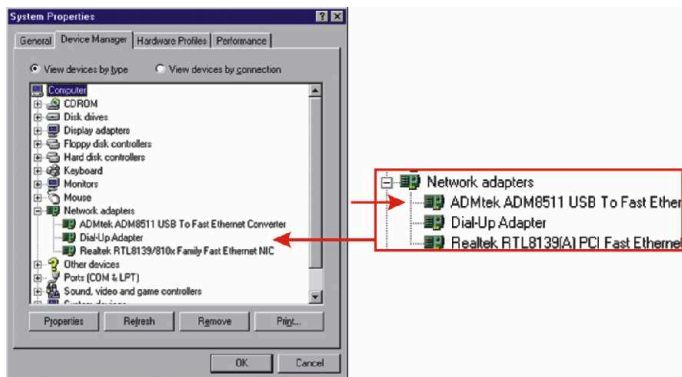 System Properties
General Device Manager Hardware Profiles Performance
View devices by type View devices by connection
Computer
CDROM
Disk drives
Display adapters
Floppy disk controllers
Hard disk controllers
Keyboard
Monitors
Mouse
Network adapters
ADMtek ADM8511 USB To Fast Ethernet Converter
Dial-Up Adapter
Realtek RTL8139/810x Family Fast Ethernet NIC
Other devices
Ports (COM & LPT)
Sound, video and game controllers
System devices
Properties Refresh Remove Print...
OK Cancel
Network adapters
ADMtek ADM8511 USB To Fast Ether
Dial-Up Adapter
Realtek RTL8139(A) PCI Fast Etherne